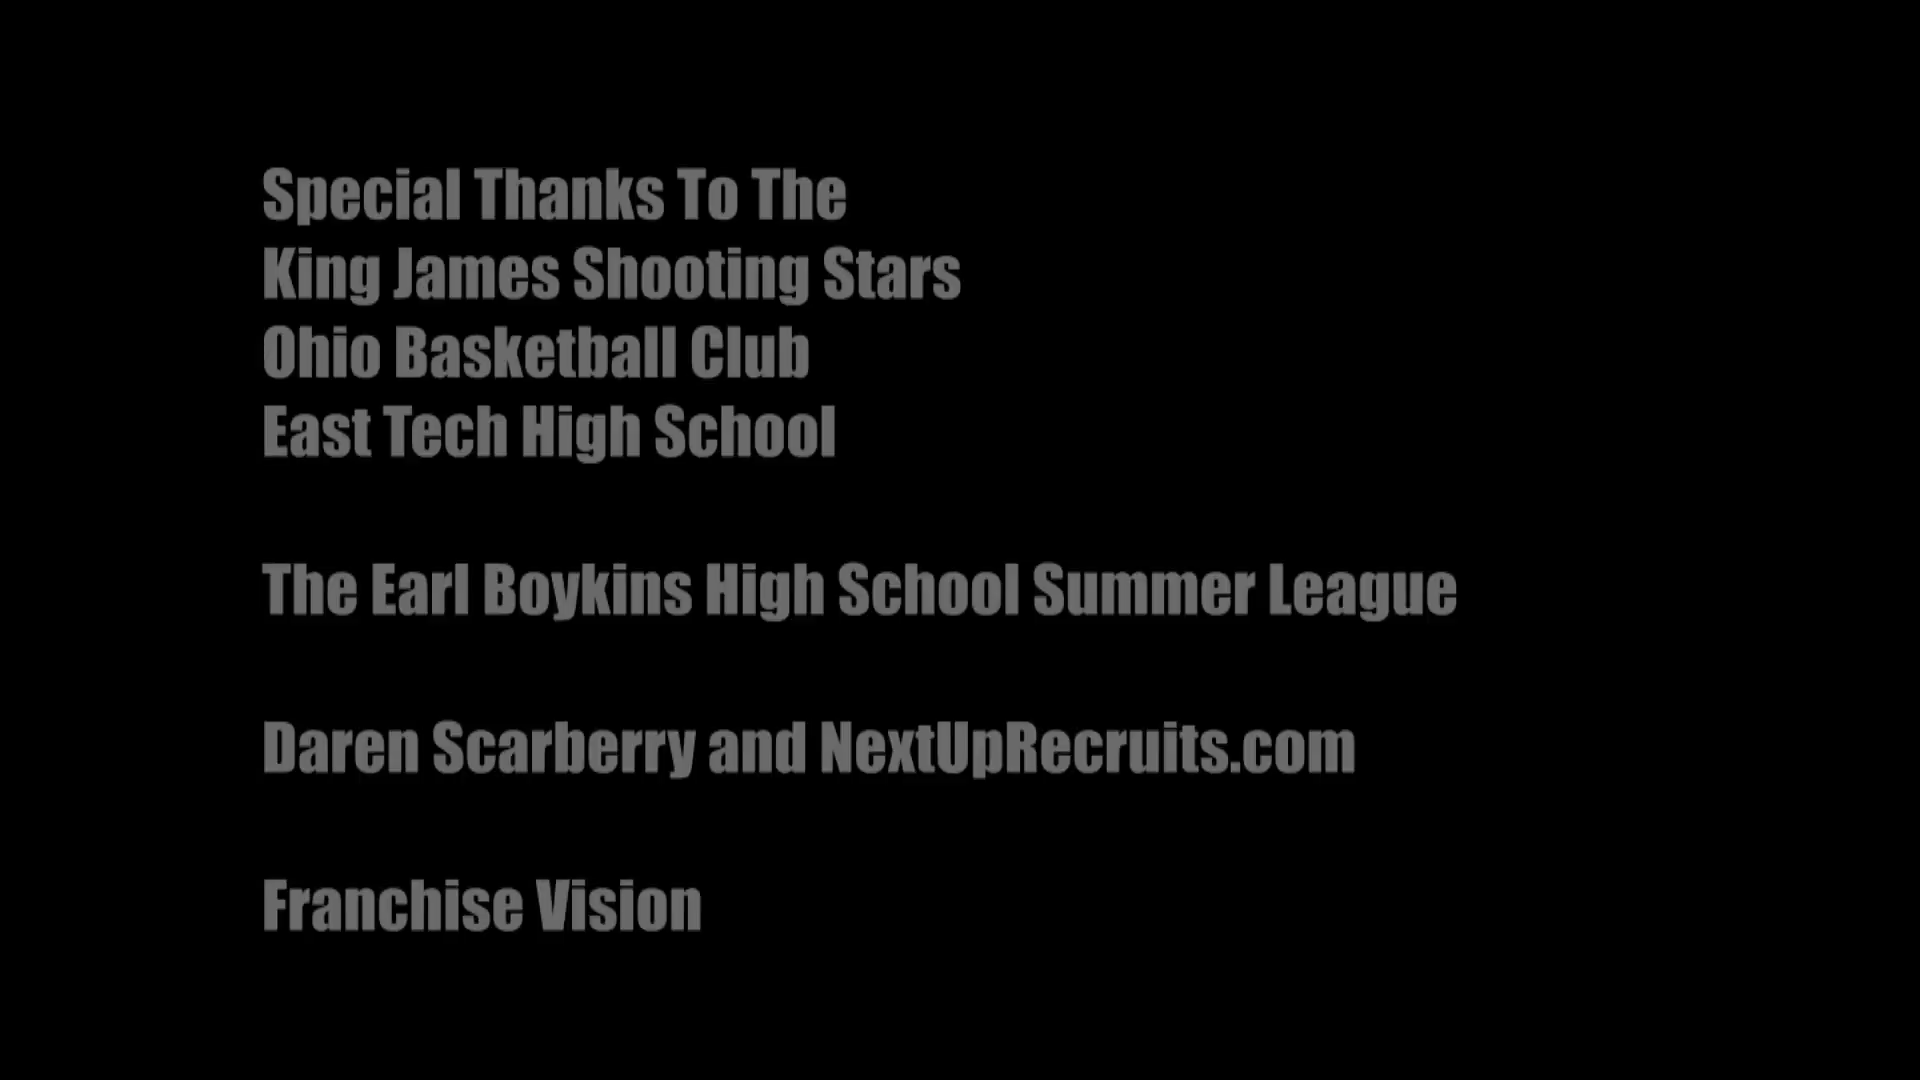 Special Thanks To The
King James Shooting Stars
Ohio Basketball Club
East Tech High School
The Earl Boykins High School Summer League
Daren Scarberry and NextUpRecruits.com
Franchise Vision